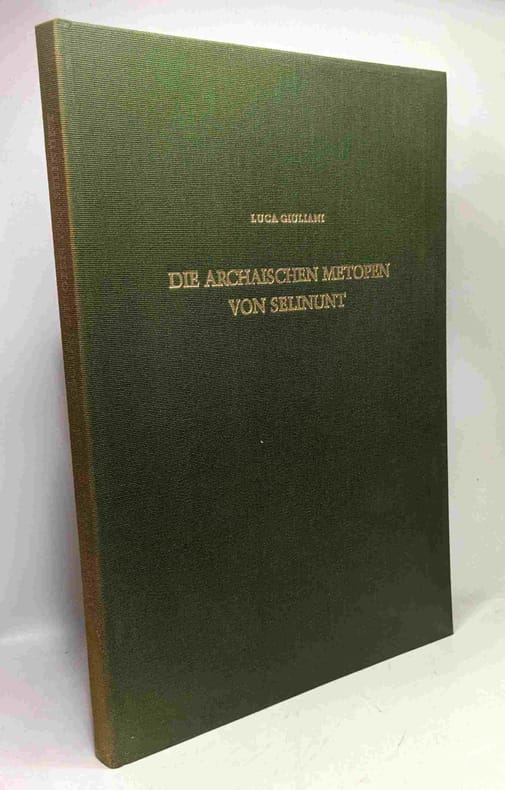 LUCA GIULIANI
DIE ARCHAISCHEN METOPEN
VON SELINUNT